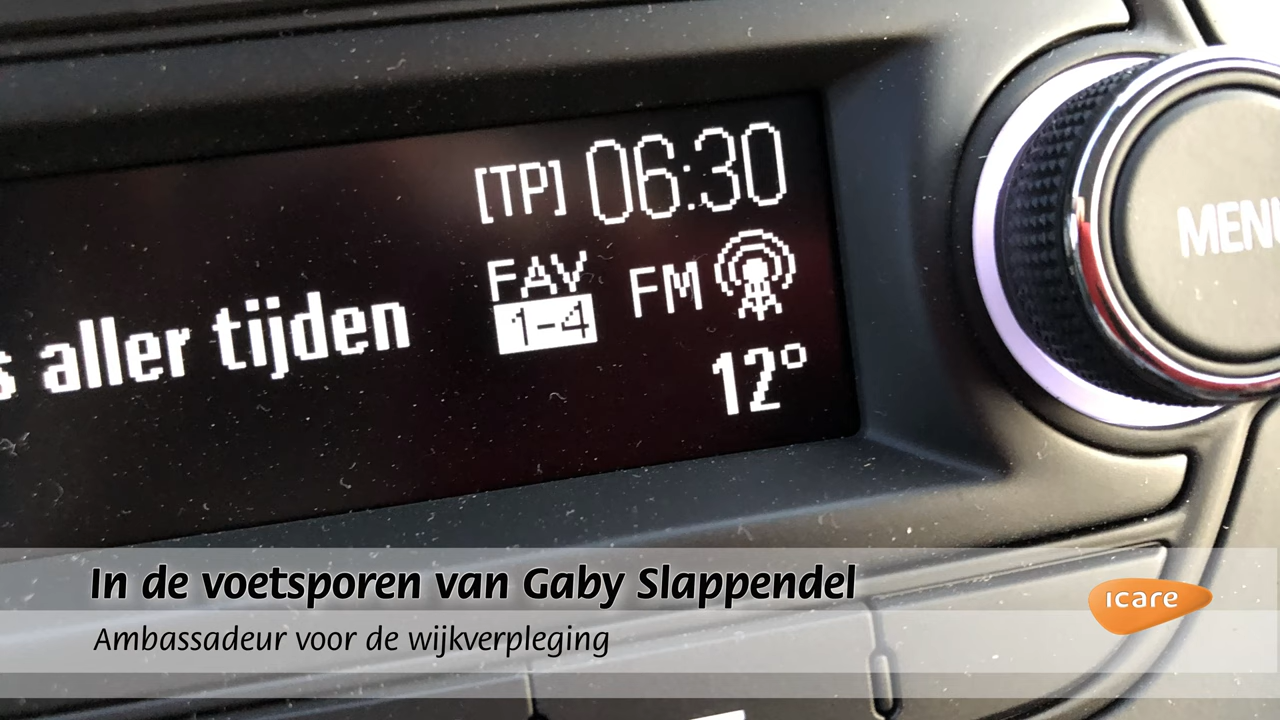 [TP] 06:30
FAV FM
1-4
aller tijden
12°
MENU
In de voetsporen van Gaby Slappendel
icare
Ambassadeur voor de wijkverpleging